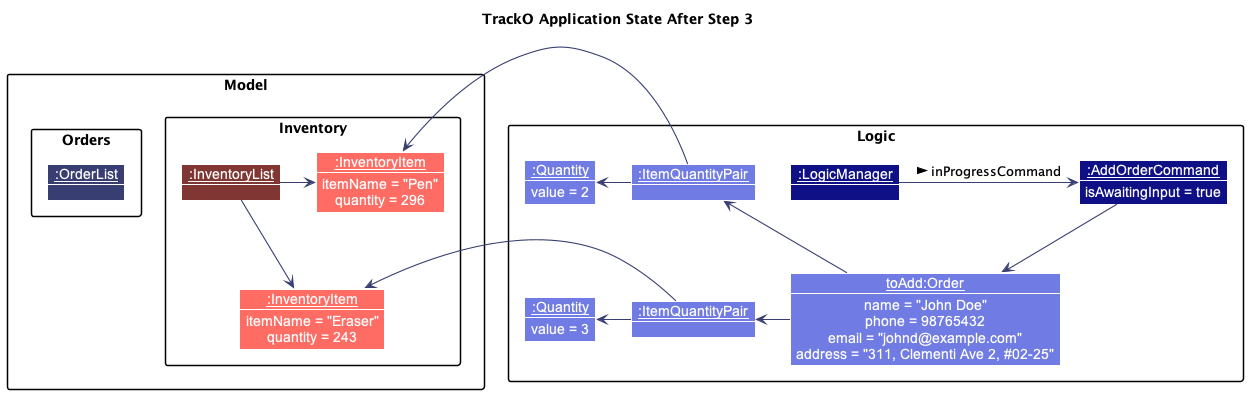 TrackO Application State After Step 3
Model
Orders
:OrderList
Inventory
:InventoryList
:InventoryItem
itemName = "Pen"
quantity = 296
:InventoryItem
itemName = "Eraser"
quantity = 243
Logic
:Quantity
value = 2
:ItemQuantityPair
:LogicManager
► inProgressCommand
:AddOrderCommand
isAwaitingInput = true
:Quantity
value = 3
:ItemQuantityPair
toAdd:Order
name = "John Doe"
phone = 98765432
email = "johnd@example.com"
address = "311, Clementi Ave 2, #02-25"